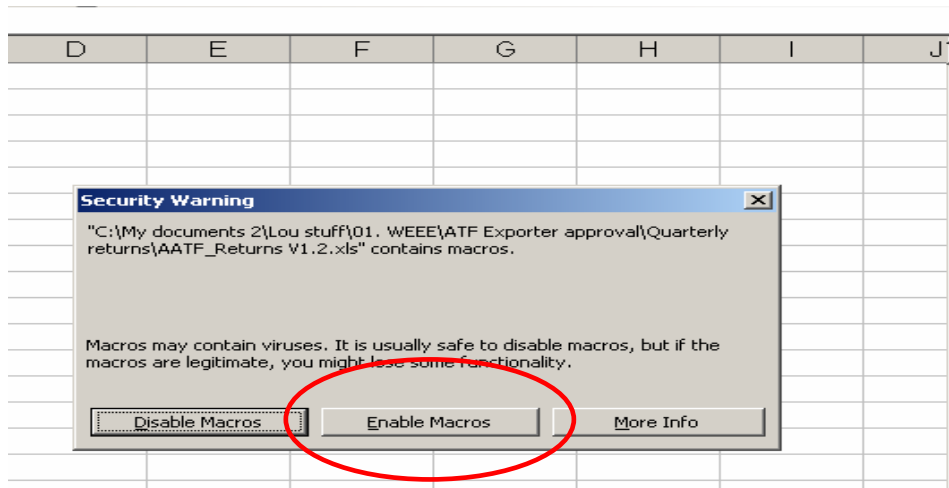 D E F G H I J
Security Warning
"C:\My documents 2\Lou stuff\01. WEEE\ATF Exporter approval\Quarterly
returns\AATF_Returns V1.2.xls" contains macros.
Macros may contain viruses. It is usually safe to disable macros, but if the
macros are legitimate, you might lose some functionality.
Disable Macros Enable Macros More Info